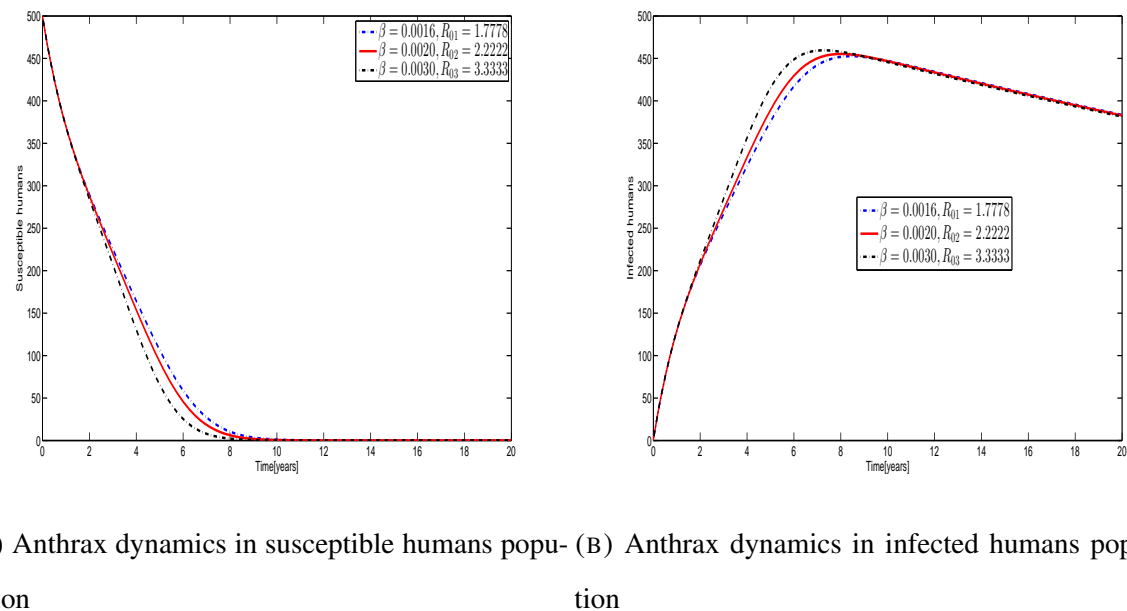 500
450
400
350
300
250
200
150
100
50
0
Susceptible humans
β = 0.0016, R₀₁ = 1.7778
β = 0.0020, R₀₂ = 2.2222
β = 0.0030, R₀₃ = 3.3333
0 2 4 6 8 10 12 14 16 18 20
Time[years]
500
450
400
350
300
250
200
150
100
50
0
Infected humans
β = 0.0016, R₀₁ = 1.7778
β = 0.0020, R₀₂ = 2.2222
β = 0.0030, R₀₃ = 3.3333
0 2 4 6 8 10 12 14 16 18 20
Time[years]
) Anthrax dynamics in susceptible humans popu-
on
(B) Anthrax dynamics in infected humans pop
tion